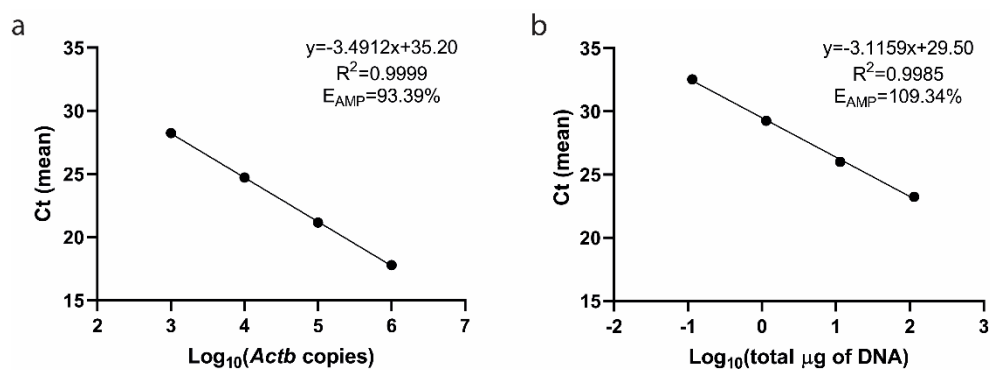 a
y=-3.4912x+35.20
R²=0.9999
E_AMP=93.39%
35
30
25
20
15
Ct (mean)
2 3 4 5 6 7
Log₁₀(Actb copies)
b
y=-3.1159x+29.50
R²=0.9985
E_AMP=109.34%
35
30
25
20
15
Ct (mean)
-2 -1 0 1 2 3
Log₁₀(total μg of DNA)